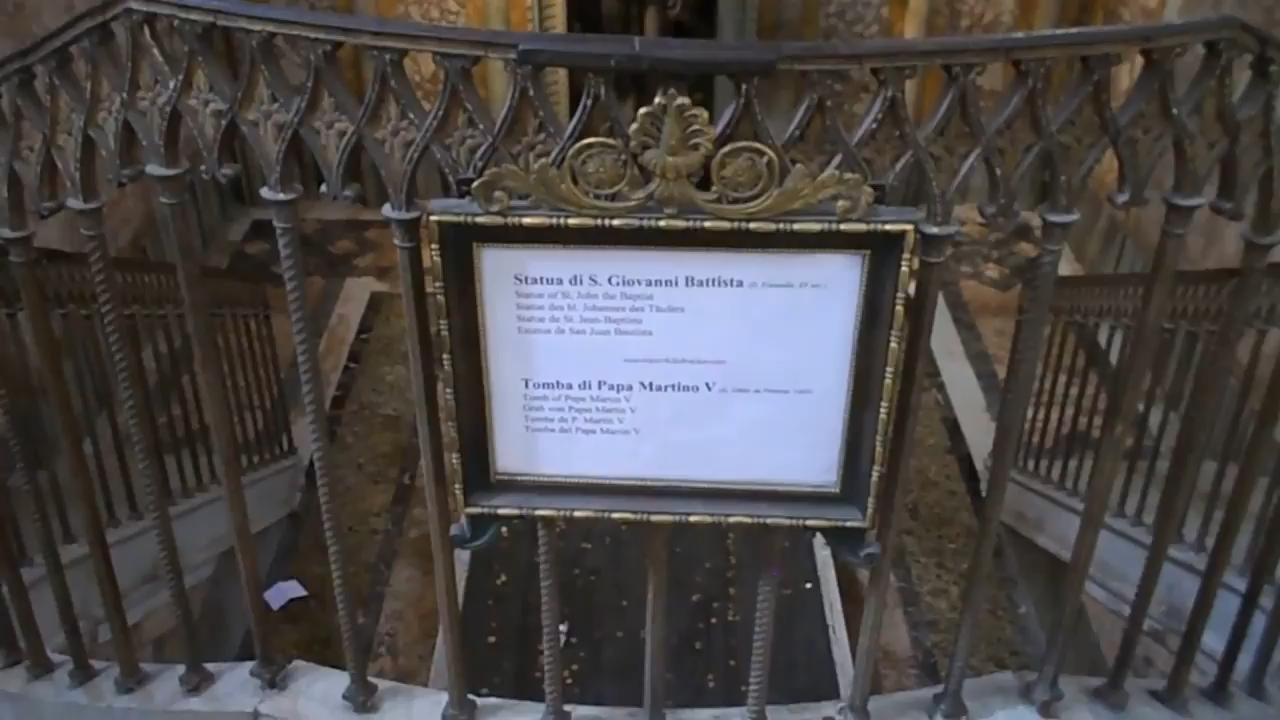 Statua di S. Giovanni Battista
Statue of St. John the Baptist
Statue des hl. Johannes des Täufers
Statue de St. Jean-Baptiste
Estatua de San Juan Bautista
Tomba di Papa Martino V
Tomb of Pope Martin V
Grab von Papst Martin V
Tombe de P. Martin V
Tomba del Papa Martin V